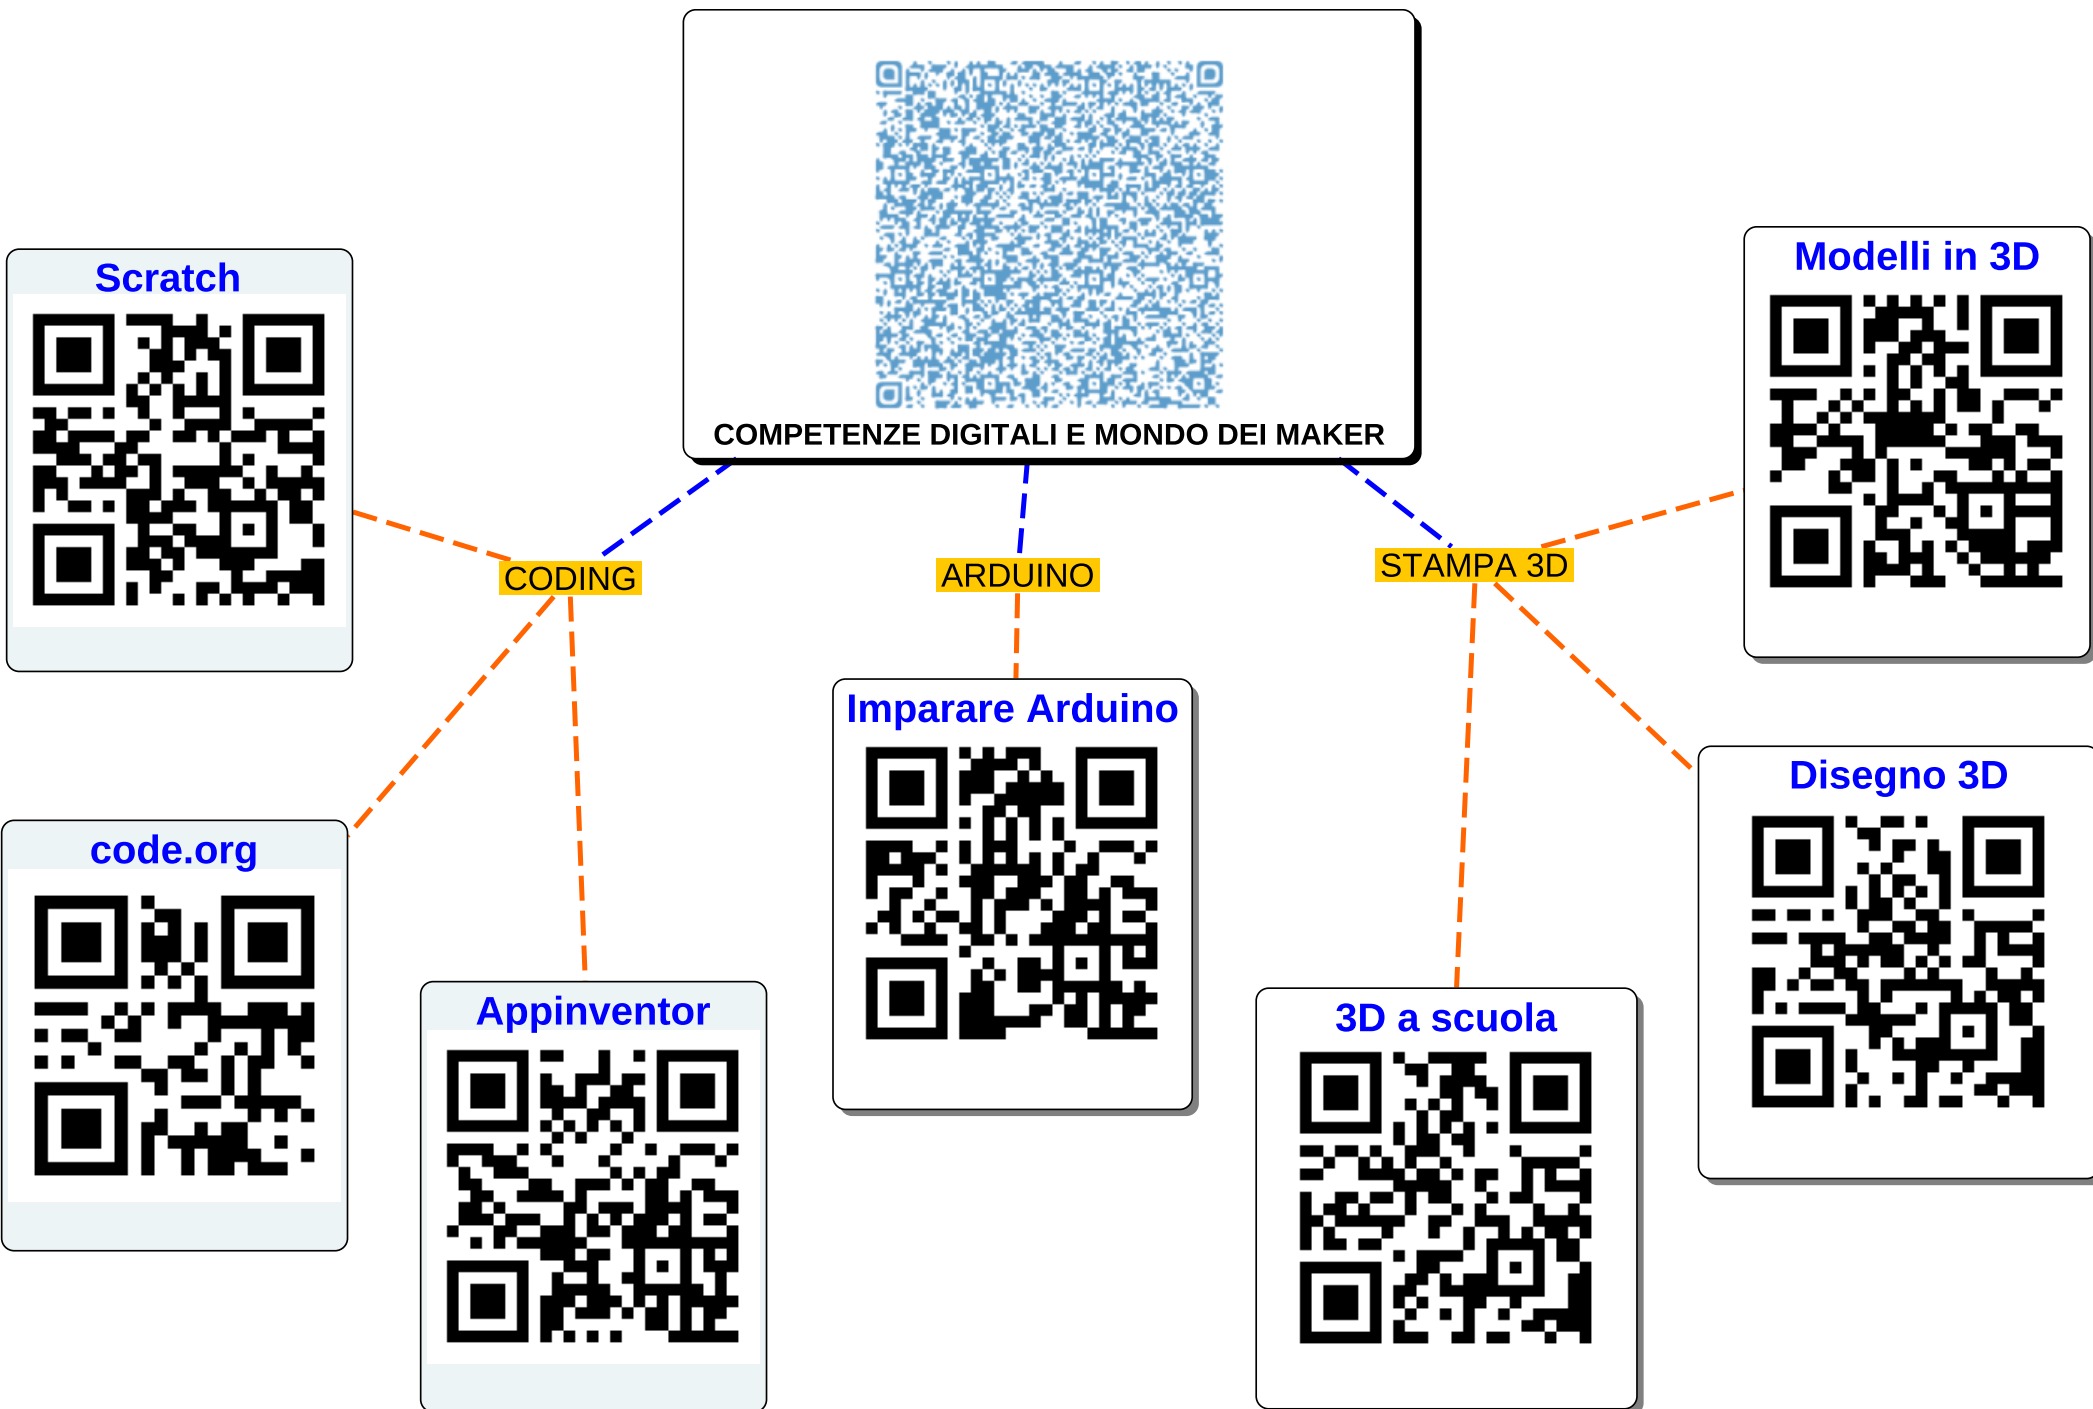 COMPETENZE DIGITALI E MONDO DEI MAKER
Scratch
Modelli in 3D
CODING
ARDUINO
STAMPA 3D
Imparare Arduino
Disegno 3D
code.org
Appinventor
3D a scuola